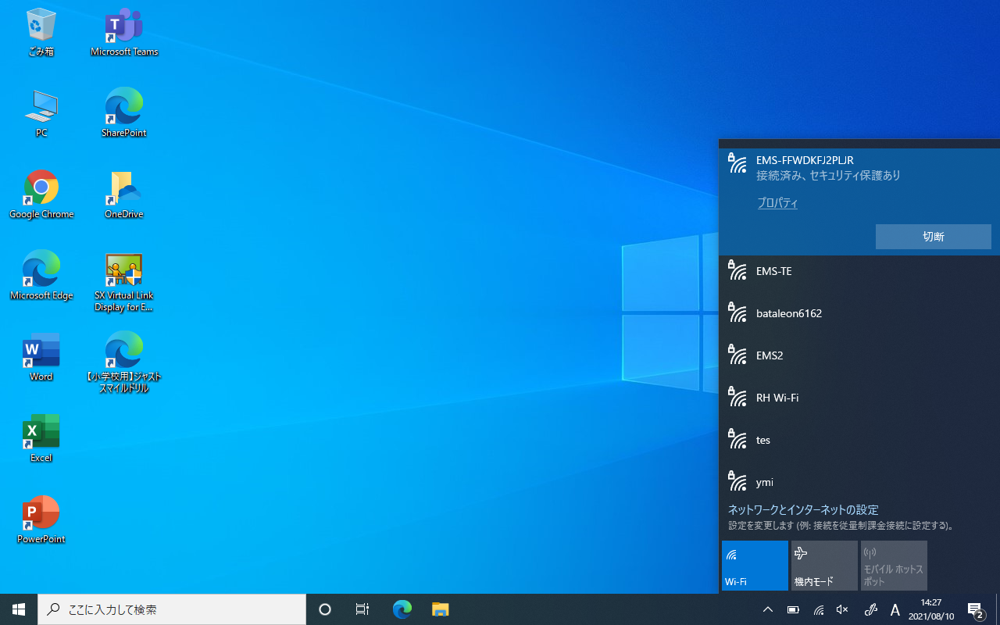 ごみ箱
Microsoft Teams
PC
SharePoint
Google Chrome
OneDrive
Microsoft Edge
SX Virtual Link
Display for E...
W
Word
【小学校用】ジャスト
スマイルドリル
X
Excel
P
PowerPoint
T
EMS-FFWDKFJ2PLJR
接続済み、セキュリティ保護あり
プロパティ
切断
EMS-TE
bataleon6162
EMS2
RH Wi-Fi
tes
ymi
ネットワークとインターネットの設定
設定を変更します (例: 接続を従量制課金接続に設定する)。
Wi-Fi
機内モード
モバイル ホットス
ポット
ここに入力して検索
A
14:27
2021/08/10
2